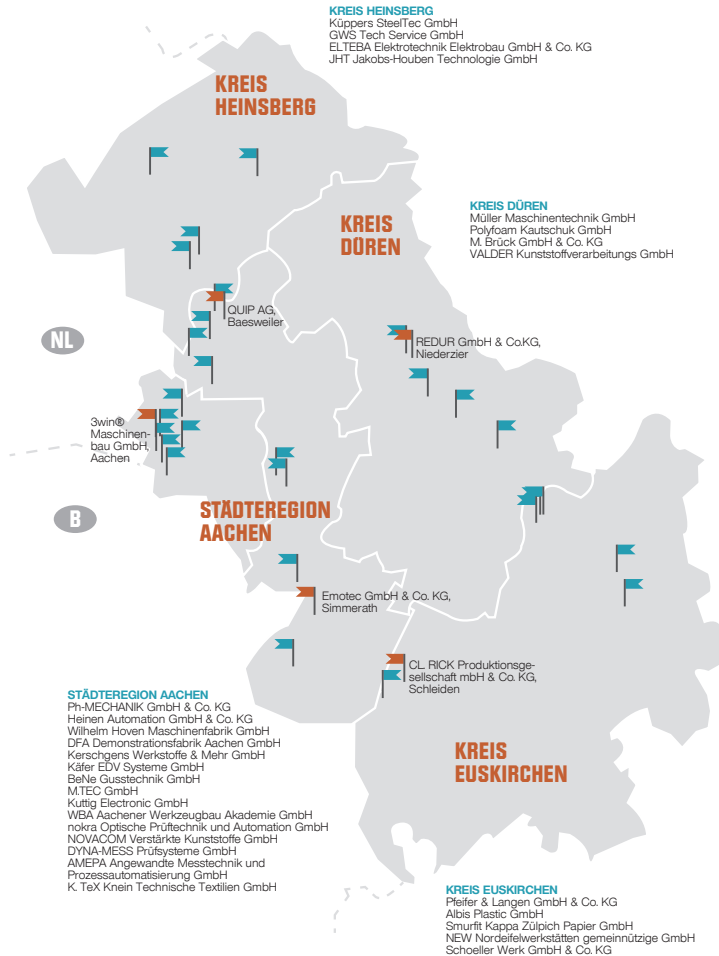 KREIS HEINSBERG
Küppers SteelTec GmbH
GWS Tech Service GmbH
ELTEBA Elektrotechnik Elektrobau GmbH & Co. KG
JHT Jakobs-Houben Technologie GmbH
KREIS
HEINSBERG
KREIS DÜREN
Müller Maschinentechnik GmbH
Polyfoam Kautschuk GmbH
M. Brück GmbH & Co. KG
VALDER Kunststoffverarbeitungs GmbH
KREIS
DÜREN
QUIP AG,
Baesweiler
NL
REDUR GmbH & Co.KG,
Niederzier
3win®
Maschinen-
bau GmbH,
Aachen
STÄDTEREGION
AACHEN
B
Emotec GmbH & Co. KG,
Simmerath
CL. RICK Produktionsge-
sellschaft mbH & Co. KG,
Schleiden
STÄDTEREGION AACHEN
Ph-MECHANIK GmbH & Co. KG
Heinen Automation GmbH & Co. KG
Wilhelm Hoven Maschinenfabrik GmbH
DFA Demonstrationsfabrik Aachen GmbH
Kerschgens Werkstoffe & Mehr GmbH
Käfer EDV Systeme GmbH
BeNe Gusstechnik GmbH
M.TEC GmbH
Kuttig Electronic GmbH
WBA Aachener Werkzeugbau Akademie GmbH
nokra Optische Prüftechnik und Automation GmbH
NOVACOM Verstärkte Kunststoffe GmbH
DYNA-MESS Prüfsysteme GmbH
AMEPA Angewandte Messtechnik und
Prozessautomatisierung GmbH
K. TeX Knein Technische Textilien GmbH
KREIS
EUSKIRCHEN
KREIS EUSKIRCHEN
Pfeifer & Langen GmbH & Co. KG
Albis Plastic GmbH
Smurfit Kappa Zülpich Papier GmbH
NEW Nordeifelwerkstätten gemeinnützige GmbH
Schoeller Werk GmbH & Co. KG